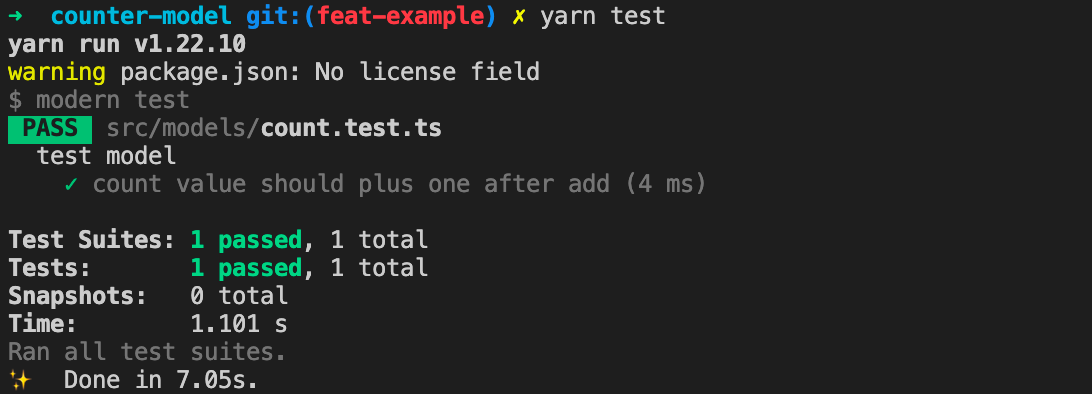 → counter-model git:(feat-example) ✗ yarn test
yarn run v1.22.10
warning package.json: No license field
$ modern test
PASS src/models/count.test.ts
test model
✓ count value should plus one after add (4 ms)
Test Suites: 1 passed, 1 total
Tests: 1 passed, 1 total
Snapshots: 0 total
Time: 1.101 s
Ran all test suites.
✨ Done in 7.05s.